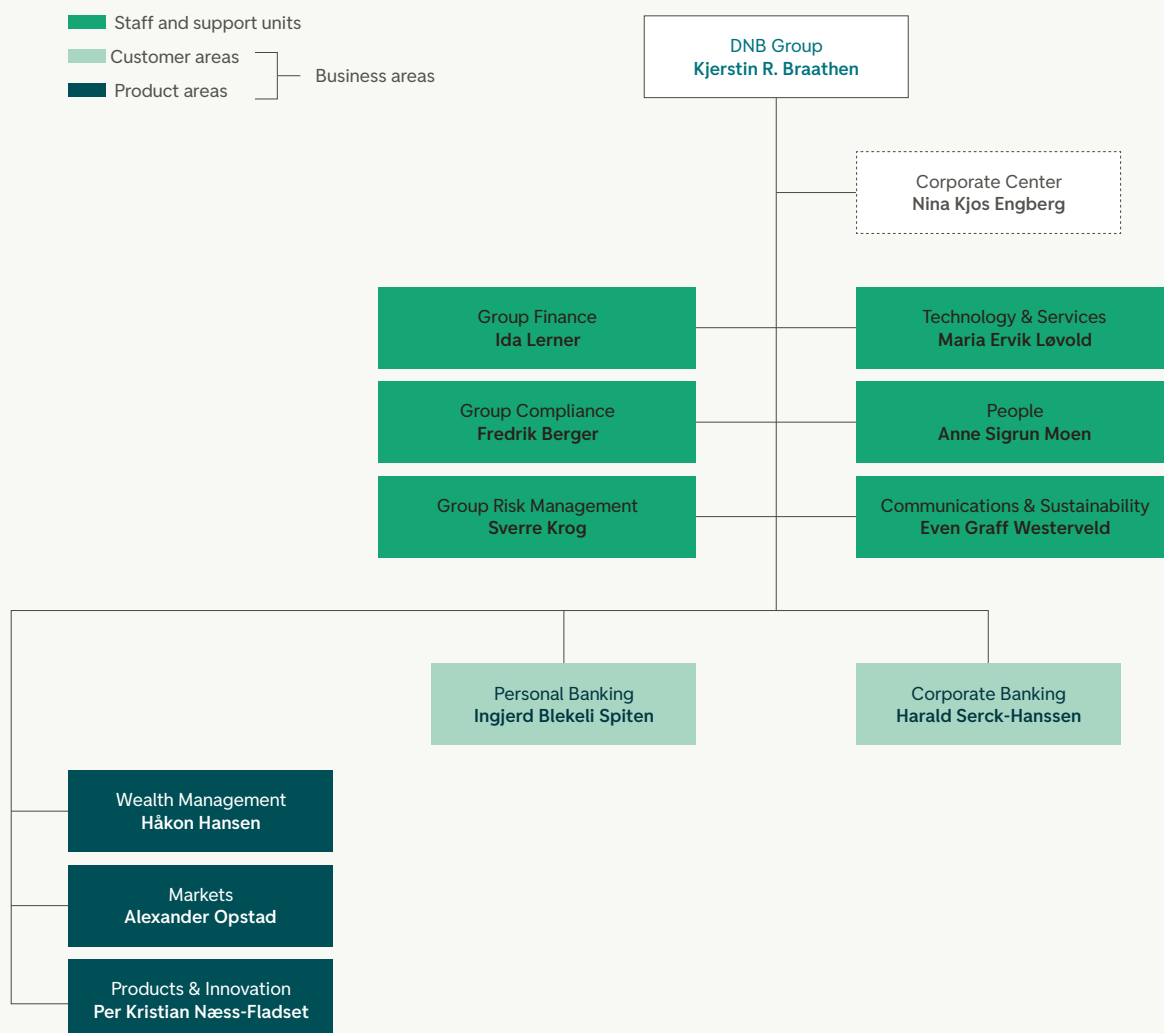 Staff and support units
Customer areas
Product areas
Business areas
DNB Group
Kjerstin R. Braathen
Corporate Center
Nina Kjos Engberg
Group Finance
Ida Lerner
Technology & Services
Maria Ervik Løvold
Group Compliance
Fredrik Berger
People
Anne Sigrun Moen
Group Risk Management
Sverre Krog
Communications & Sustainability
Even Graff Westerveld
Personal Banking
Ingjerd Blekeli Spiten
Corporate Banking
Harald Serck-Hanssen
Wealth Management
Håkon Hansen
Markets
Alexander Opstad
Products & Innovation
Per Kristian Næss-Fladset